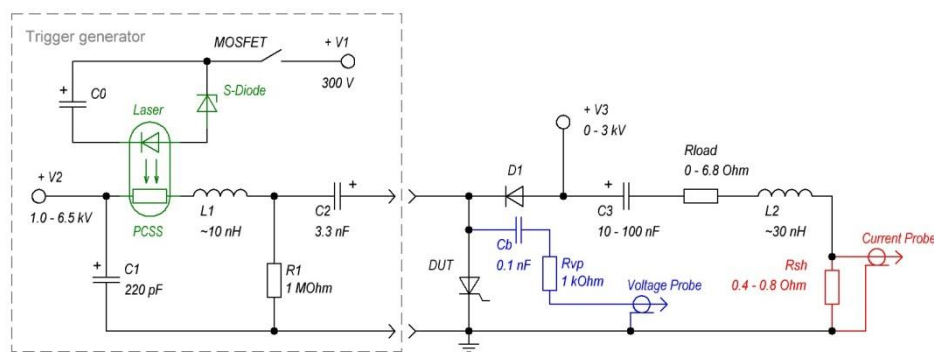 Trigger generator
MOSFET
+ V1
300 V
+
C0
S-Diode
Laser
+ V2
1.0 - 6.5 kV
PCSS
L1
~10 nH
C2
+
3.3 nF
+
C1
220 pF
R1
1 MOhm
+ V3
0 - 3 kV
D1
+
C3
10 - 100 nF
Rload
0 - 6.8 Ohm
L2
~30 nH
Cb
0.1 nF
Rvp
1 kOhm
DUT
Voltage Probe
Current Probe
Rsh
0.4 - 0.8 Ohm